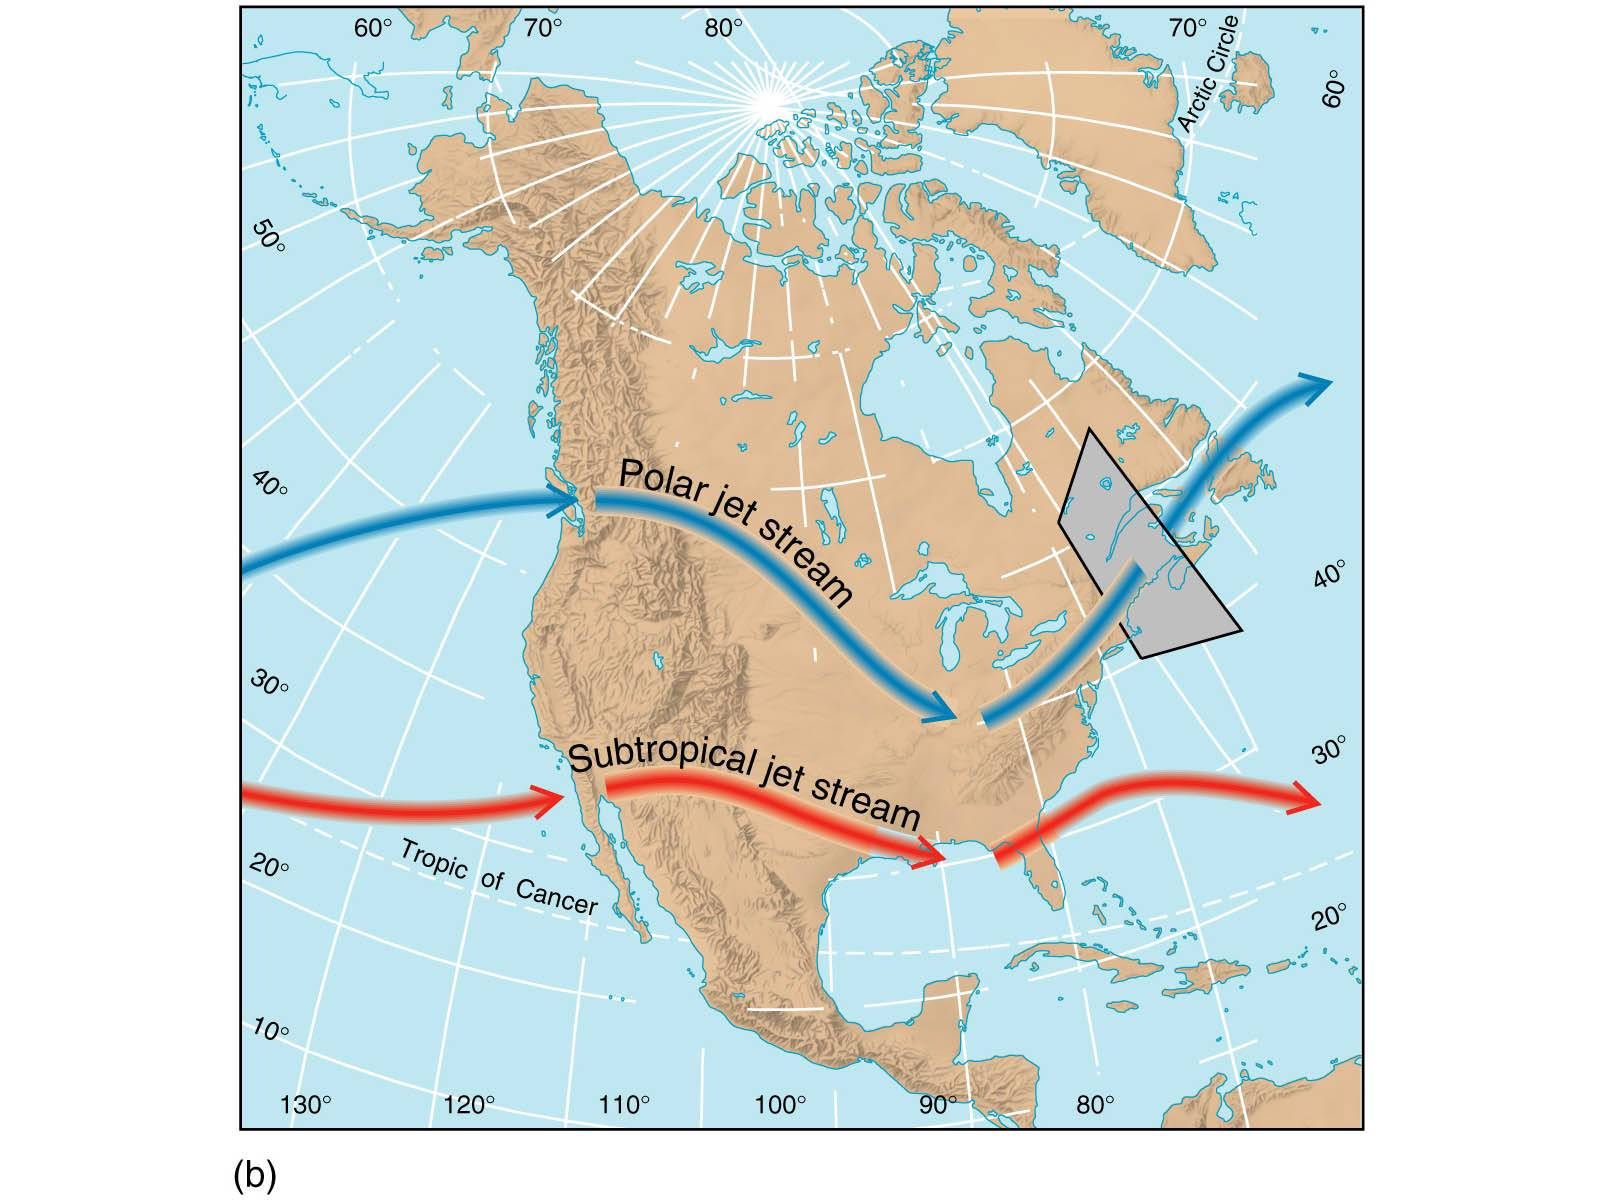 60° 70° 80° 70°
Arctic Circle
60°
50°
40°
Polar jet stream
40°
30°
Subtropical jet stream
30°
Tropic of Cancer
20°
20°
10°
130° 120° 110° 100° 90° 80°
(b)